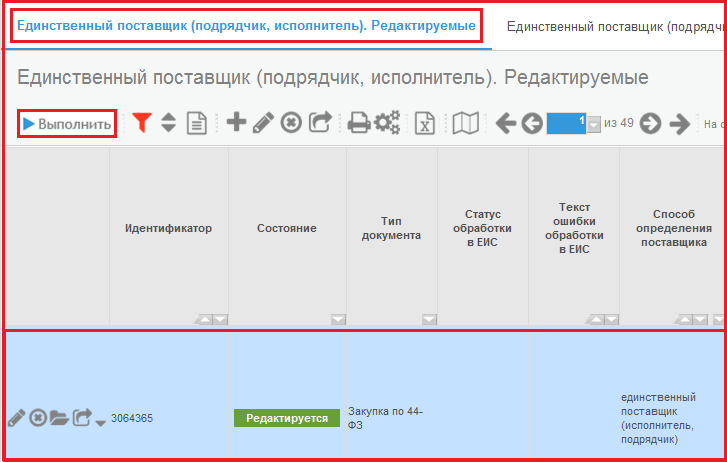 Единственный поставщик (подрядчик, исполнитель). Редактируемые
Единственный поставщик (подрядч
Единственный поставщик (подрядчик, исполнитель). Редактируемые
Выполнить
1
из 49
На с
Идентификатор
Состояние
Тип
документа
Статус
обработки
в ЕИС
Текст
ошибки
обработки
в ЕИС
Способ
определения
поставщика
3064365
Редактируется
Закупка по 44-
ФЗ
единственный
поставщик
(исполнитель,
подрядчик)